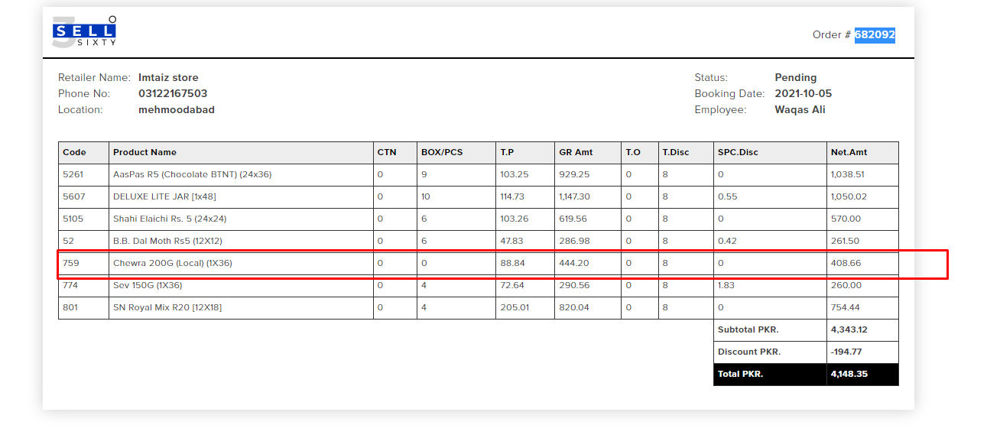 3
SELL
SIXTY
Order # 682092
Retailer Name: Imtaiz store
Phone No: 03122167503
Location: mehmoodabad
Status: Pending
Booking Date: 2021-10-05
Employee: Waqas Ali
Code Product Name CTN BOX/PCS T.P GR Amt T.O T.Disc SPC.Disc Net.Amt
5261 AasPas R5 (Chocolate BTNT) (24x36) 0 9 103.25 929.25 0 8 0 1,038.51
5607 DELUXE LITE JAR [1x48] 0 10 114.73 1,147.30 0 8 0.55 1,050.02
5105 Shahi Elaichi Rs. 5 (24x24) 0 6 103.26 619.56 0 8 0 570.00
52 B.B. Dal Moth Rs5 (12X12) 0 6 47.83 286.98 0 8 0.42 261.50
759 Chewra 200G (Local) (1X36) 0 0 88.84 444.20 0 8 0 408.66
774 Sev 150G (1X36) 0 4 72.64 290.56 0 8 1.83 260.00
801 SN Royal Mix R20 [12X18] 0 4 205.01 820.04 0 8 0 754.44
Subtotal PKR. 4,343.12
Discount PKR. -194.77
Total PKR. 4,148.35